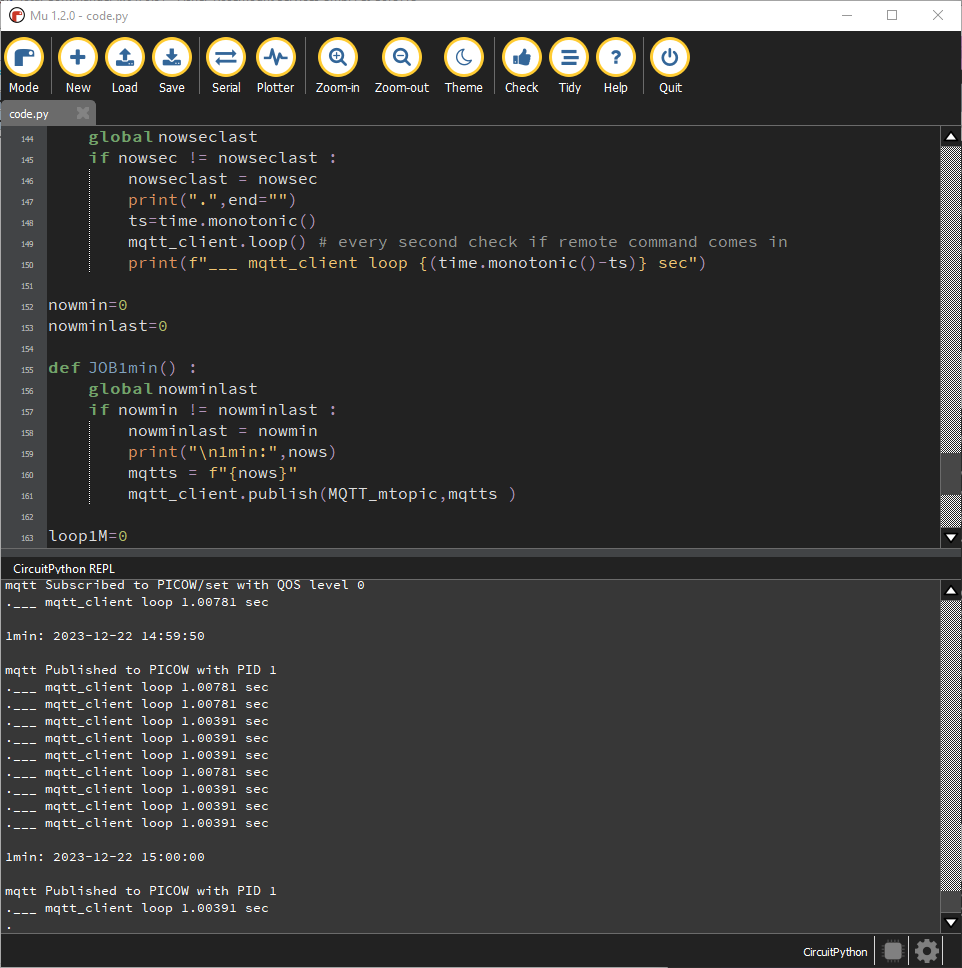 Mu 1.2.0 - code.py
Mode New Load Save Serial Plotter Zoom-in Zoom-out Theme Check Tidy Help Quit
code.py
144 global nowseclast
145 if nowsec != nowseclast :
146 nowseclast = nowsec
147 print(".",end="")
148 ts=time.monotonic()
149 mqtt_client.loop() # every second check if remote command comes in
150 print(f"___ mqtt_client loop {(time.monotonic()-ts)} sec")
151
152 nowmin=0
153 nowminlast=0
154
155 def JOB1min() :
156 global nowminlast
157 if nowmin != nowminlast :
158 nowminlast = nowmin
159 print("\n1min:",nows)
160 mqtts = f"{nows}"
161 mqtt_client.publish(MQTT_mtopic,mqtts )
162
163 loop1M=0
CircuitPython REPL
mqtt Subscribed to PICOW/set with QOS level 0
.___ mqtt_client loop 1.00781 sec
1min: 2023-12-22 14:59:50
mqtt Published to PICOW with PID 1
.___ mqtt_client loop 1.00781 sec
.___ mqtt_client loop 1.00781 sec
.___ mqtt_client loop 1.00391 sec
.___ mqtt_client loop 1.00391 sec
.___ mqtt_client loop 1.00391 sec
.___ mqtt_client loop 1.00781 sec
.___ mqtt_client loop 1.00391 sec
.___ mqtt_client loop 1.00391 sec
.___ mqtt_client loop 1.00391 sec
1min: 2023-12-22 15:00:00
mqtt Published to PICOW with PID 1
.___ mqtt_client loop 1.00391 sec
.
CircuitPython